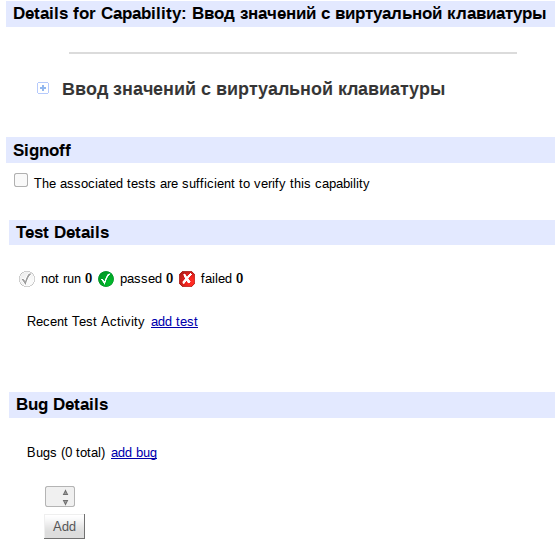 Details for Capability: Ввод значений с виртуальной клавиатуры
Ввод значений с виртуальной клавиатуры
Signoff
The associated tests are sufficient to verify this capability
Test Details
not run 0 passed 0 failed 0
Recent Test Activity add test
Bug Details
Bugs (0 total) add bug
Add